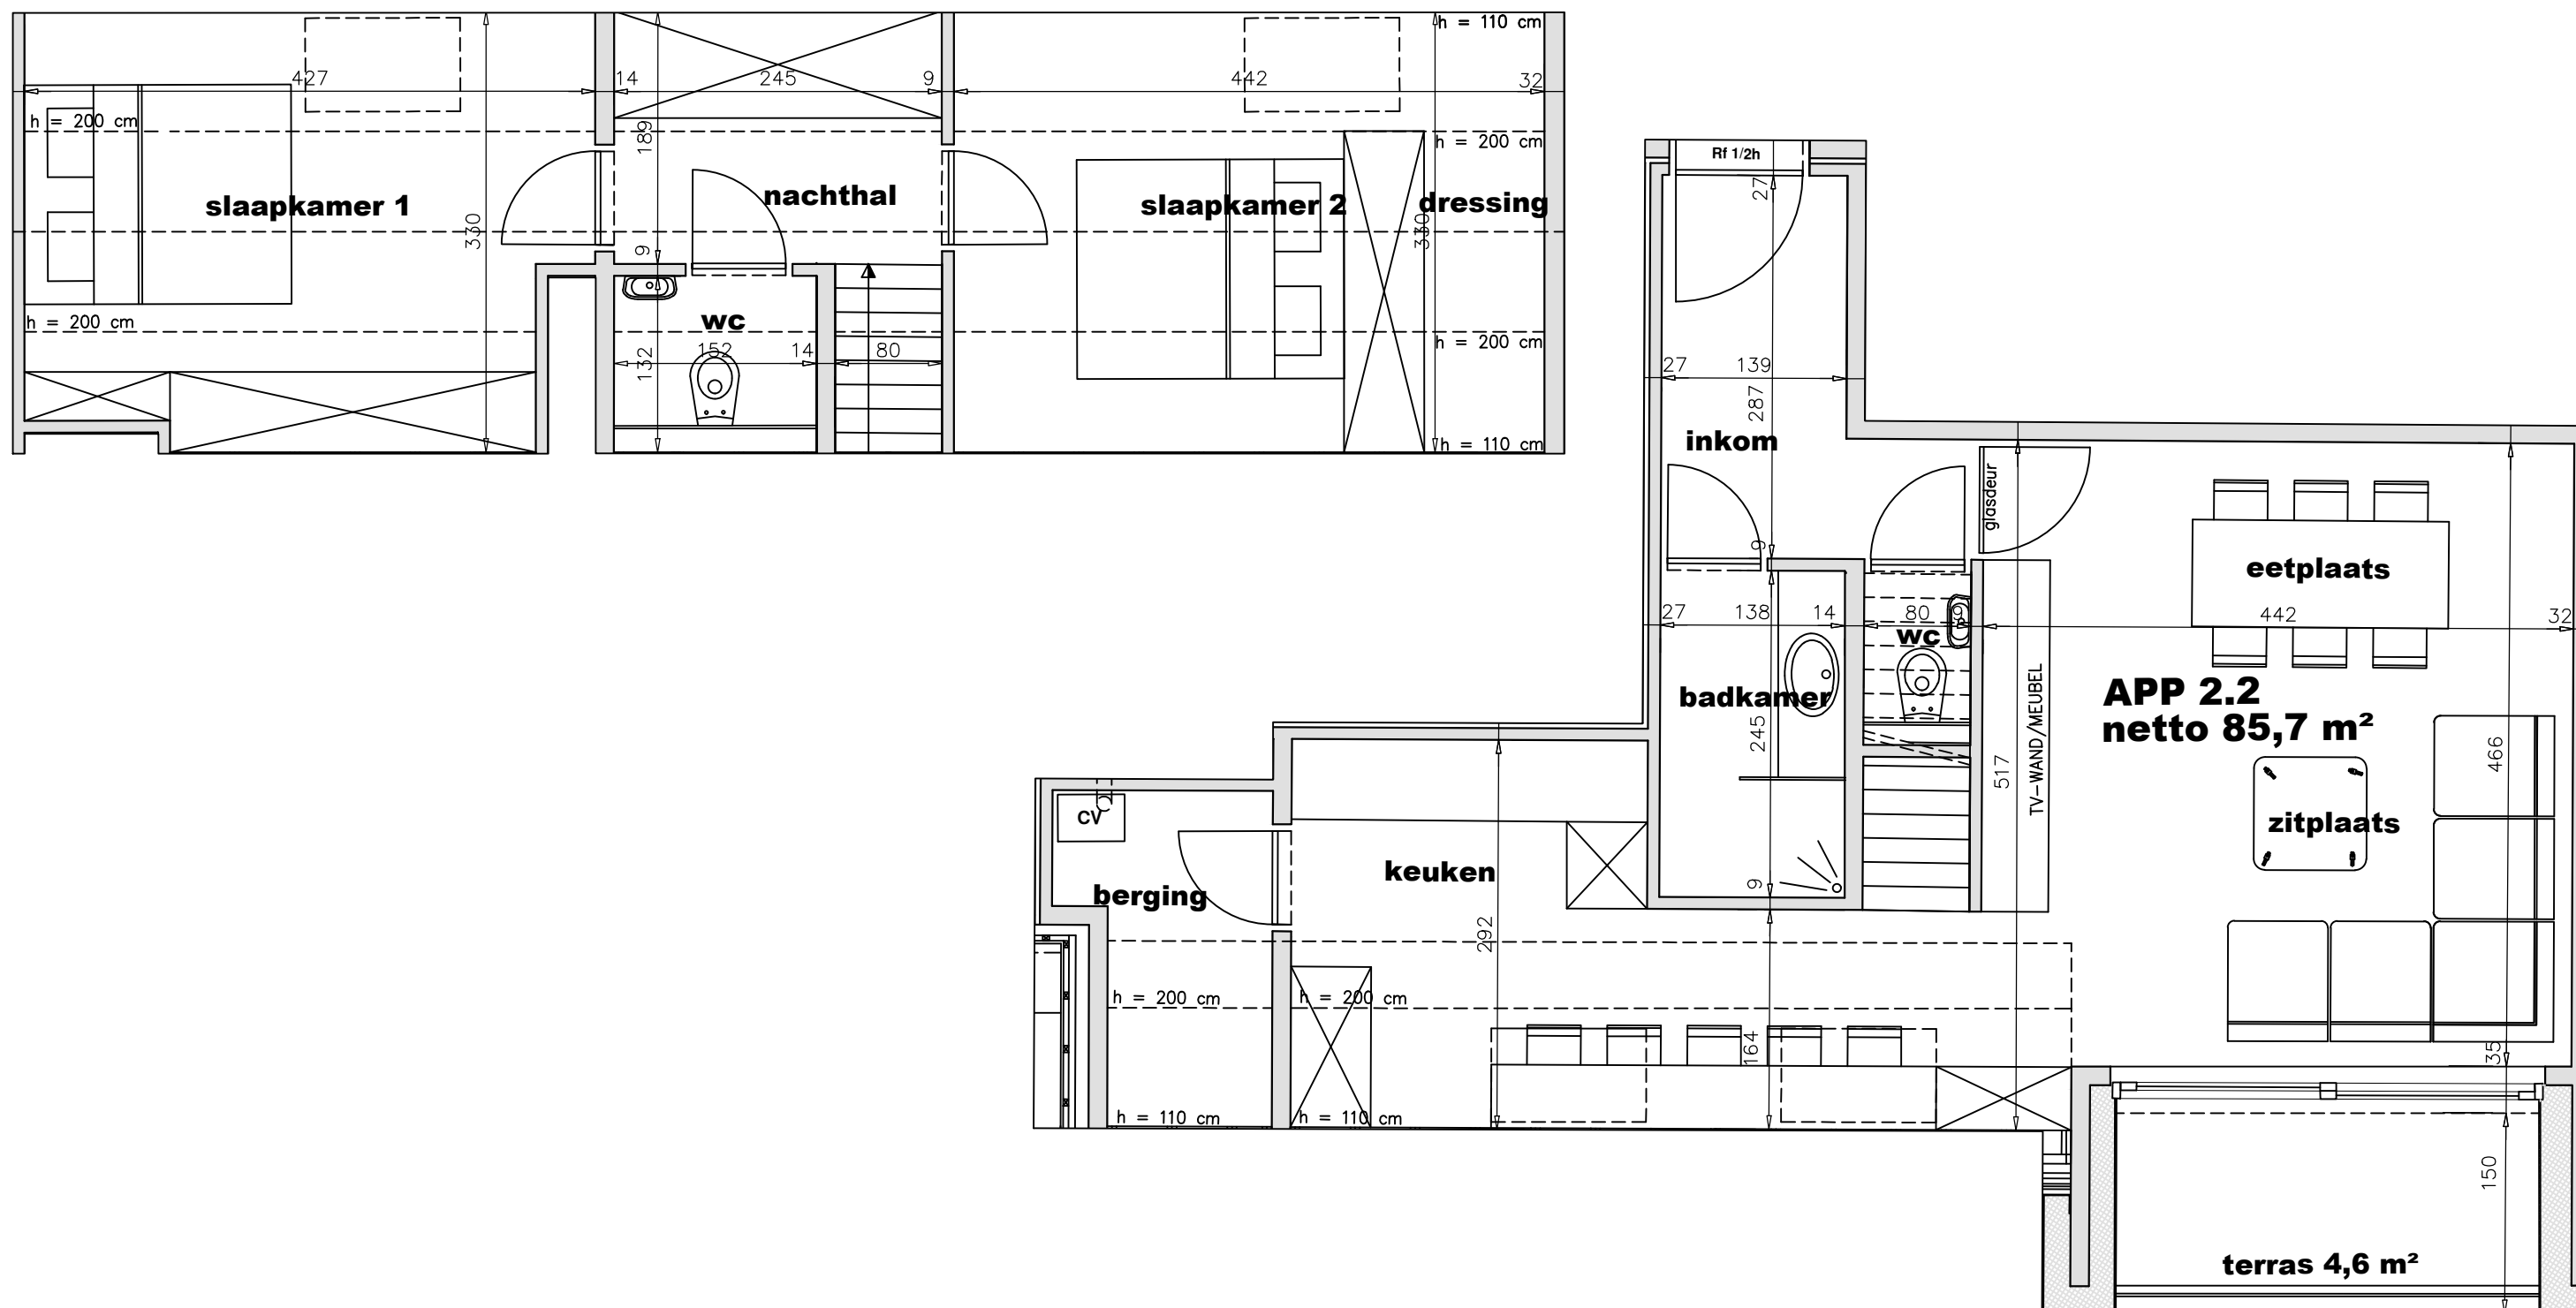 h = 110 cm
427
14
245
9
442
32
h = 200 cm
189
h = 200 cm
slaapkamer 1
nachthal
slaapkamer 2
dressing
330
330
9
h = 200 cm
wc
h = 200 cm
132
152
14
80
h = 110 cm
Rf 1/2h
27
27
139
287
inkom
glasdeur
9
eetplaats
27
138
14
80
9
442
32
wc
badkamer
245
APP 2.2
netto 85,7 m²
517
TV-WAND/MEUBEL
466
CV
zitplaats
keuken
berging
9
292
h = 200 cm
h = 200 cm
164
35
h = 110 cm
h = 110 cm
150
terras 4,6 m²